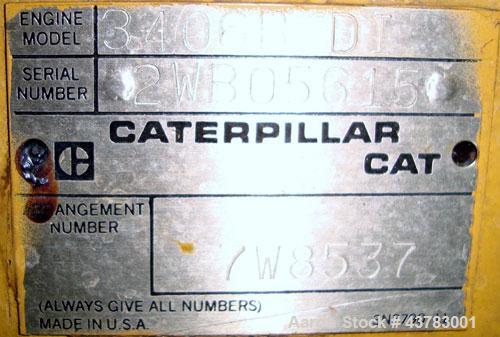 ENGINE MODEL 3406B DI
SERIAL NUMBER 2WB05615
CATERPILLAR
CAT
ARRANGEMENT NUMBER
7W8537
(ALWAYS GIVE ALL NUMBERS)
MADE IN U.S.A.
Stock# 43783001